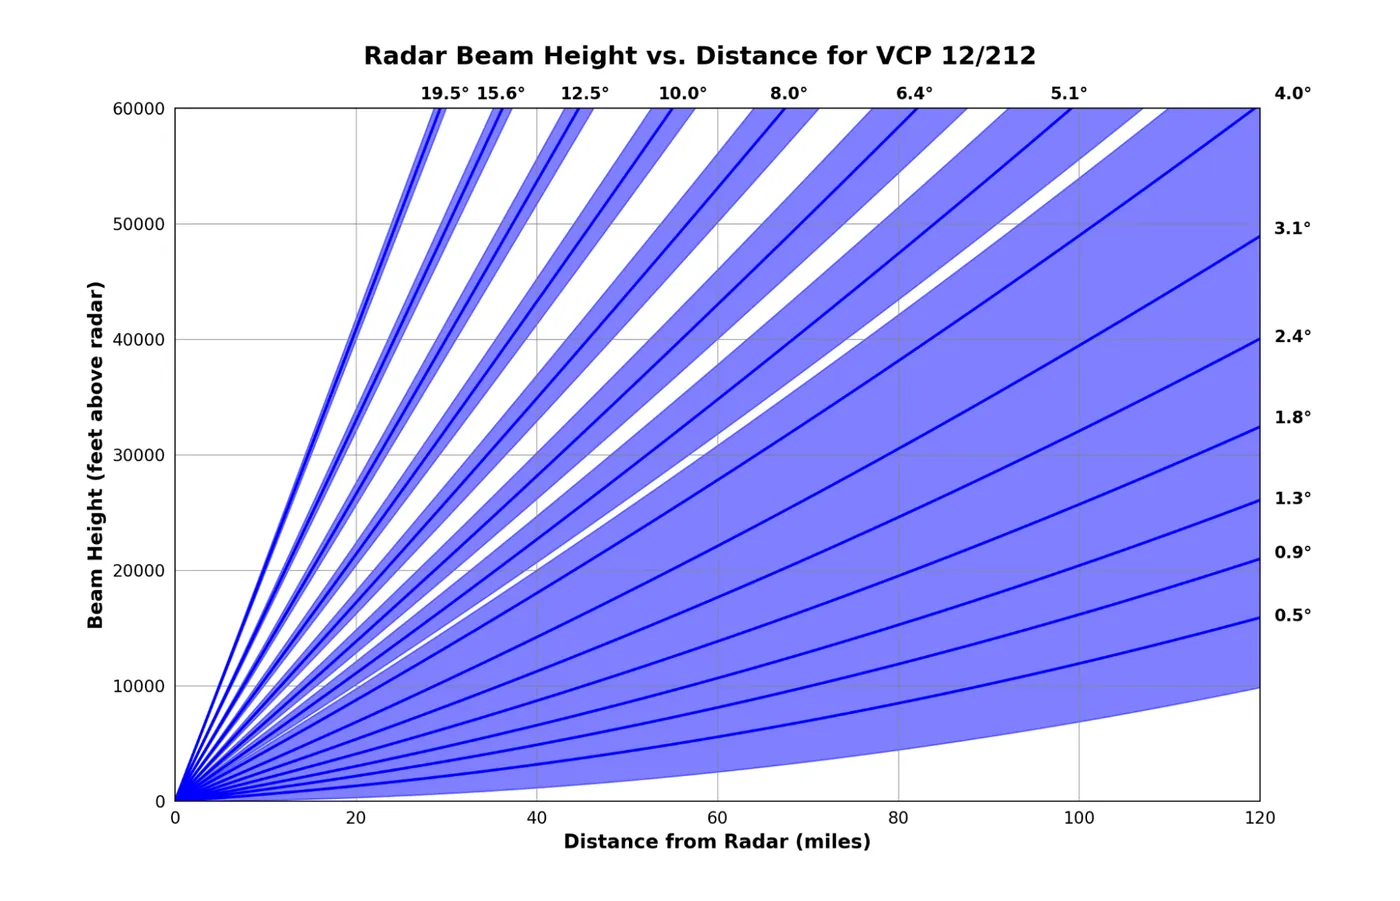 Radar Beam Height vs. Distance for VCP 12/212
19.5° 15.6° 12.5° 10.0° 8.0° 6.4° 5.1° 4.0°
60000
3.1°
50000
2.4°
40000
1.8°
30000
1.3°
0.9°
20000
0.5°
10000
0
Beam Height (feet above radar)
0 20 40 60 80 100 120
Distance from Radar (miles)